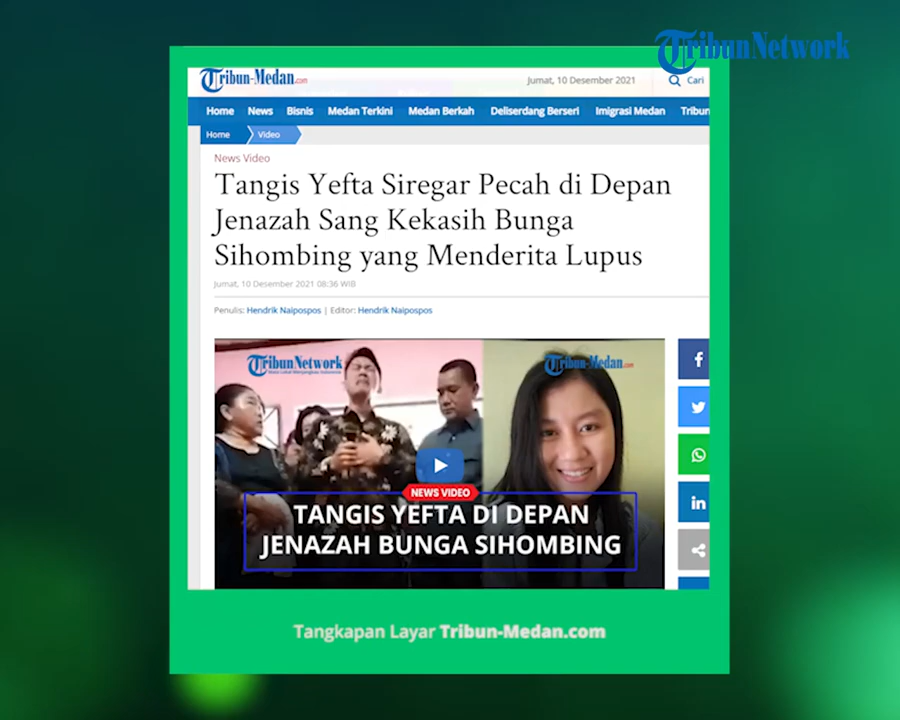 TribunNetwork
Tribun-Medan.com
Jumat, 10 Desember 2021
Cari
Home News Bisnis Medan Terkini Medan Berkah Deliserdang Berseri Imigrasi Medan Tribun
Home Video
News Video
Tangis Yefta Siregar Pecah di Depan
Jenazah Sang Kekasih Bunga
Sihombing yang Menderita Lupus
Jumat, 10 Desember 2021 08:36 WIB
Penulis: Hendrik Naipospos | Editor: Hendrik Naipospos
TribunNetwork
Tribun-Medan.com
NEWS VIDEO
TANGIS YEFTA DI DEPAN
JENAZAH BUNGA SIHOMBING
Tangkapan Layar Tribun-Medan.com